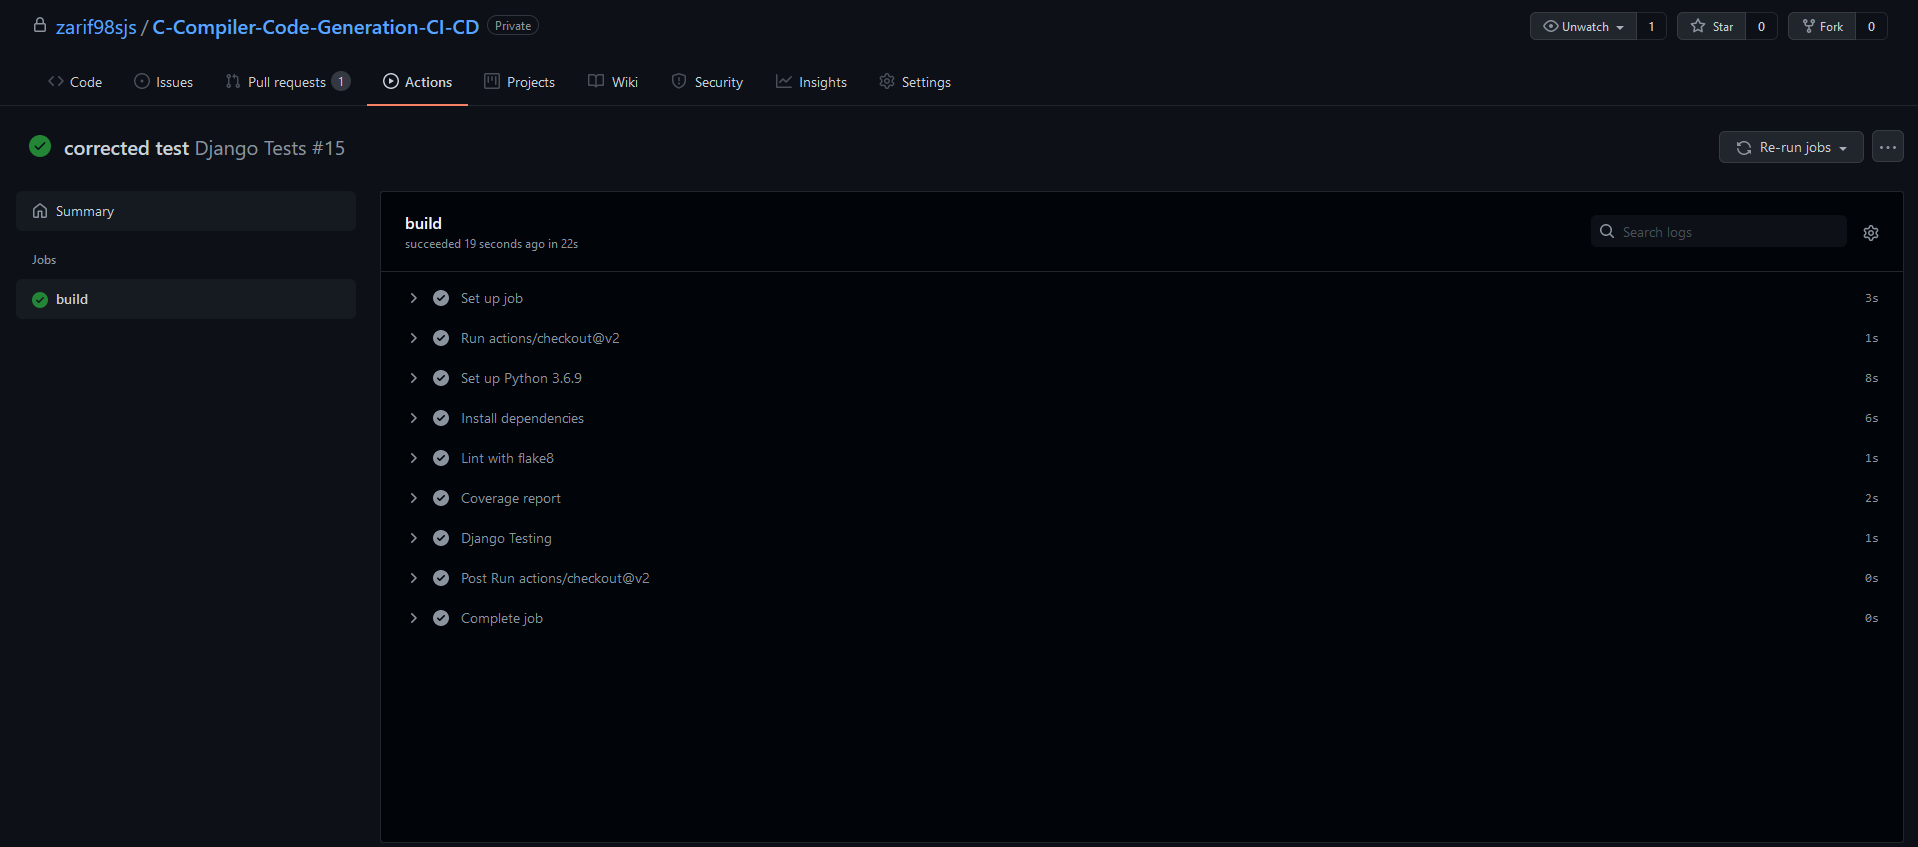 zarif98sjs / C-Compiler-Code-Generation-CI-CD Private
Unwatch 1 Star 0 Fork 0
Code Issues Pull requests 1 Actions Projects Wiki Security Insights Settings
corrected test Django Tests #15
Re-run jobs
Summary
Jobs
build
build
succeeded 19 seconds ago in 22s
Search logs
Set up job 3s
Run actions/checkout@v2 1s
Set up Python 3.6.9 8s
Install dependencies 6s
Lint with flake8 1s
Coverage report 2s
Django Testing 1s
Post Run actions/checkout@v2 0s
Complete job 0s